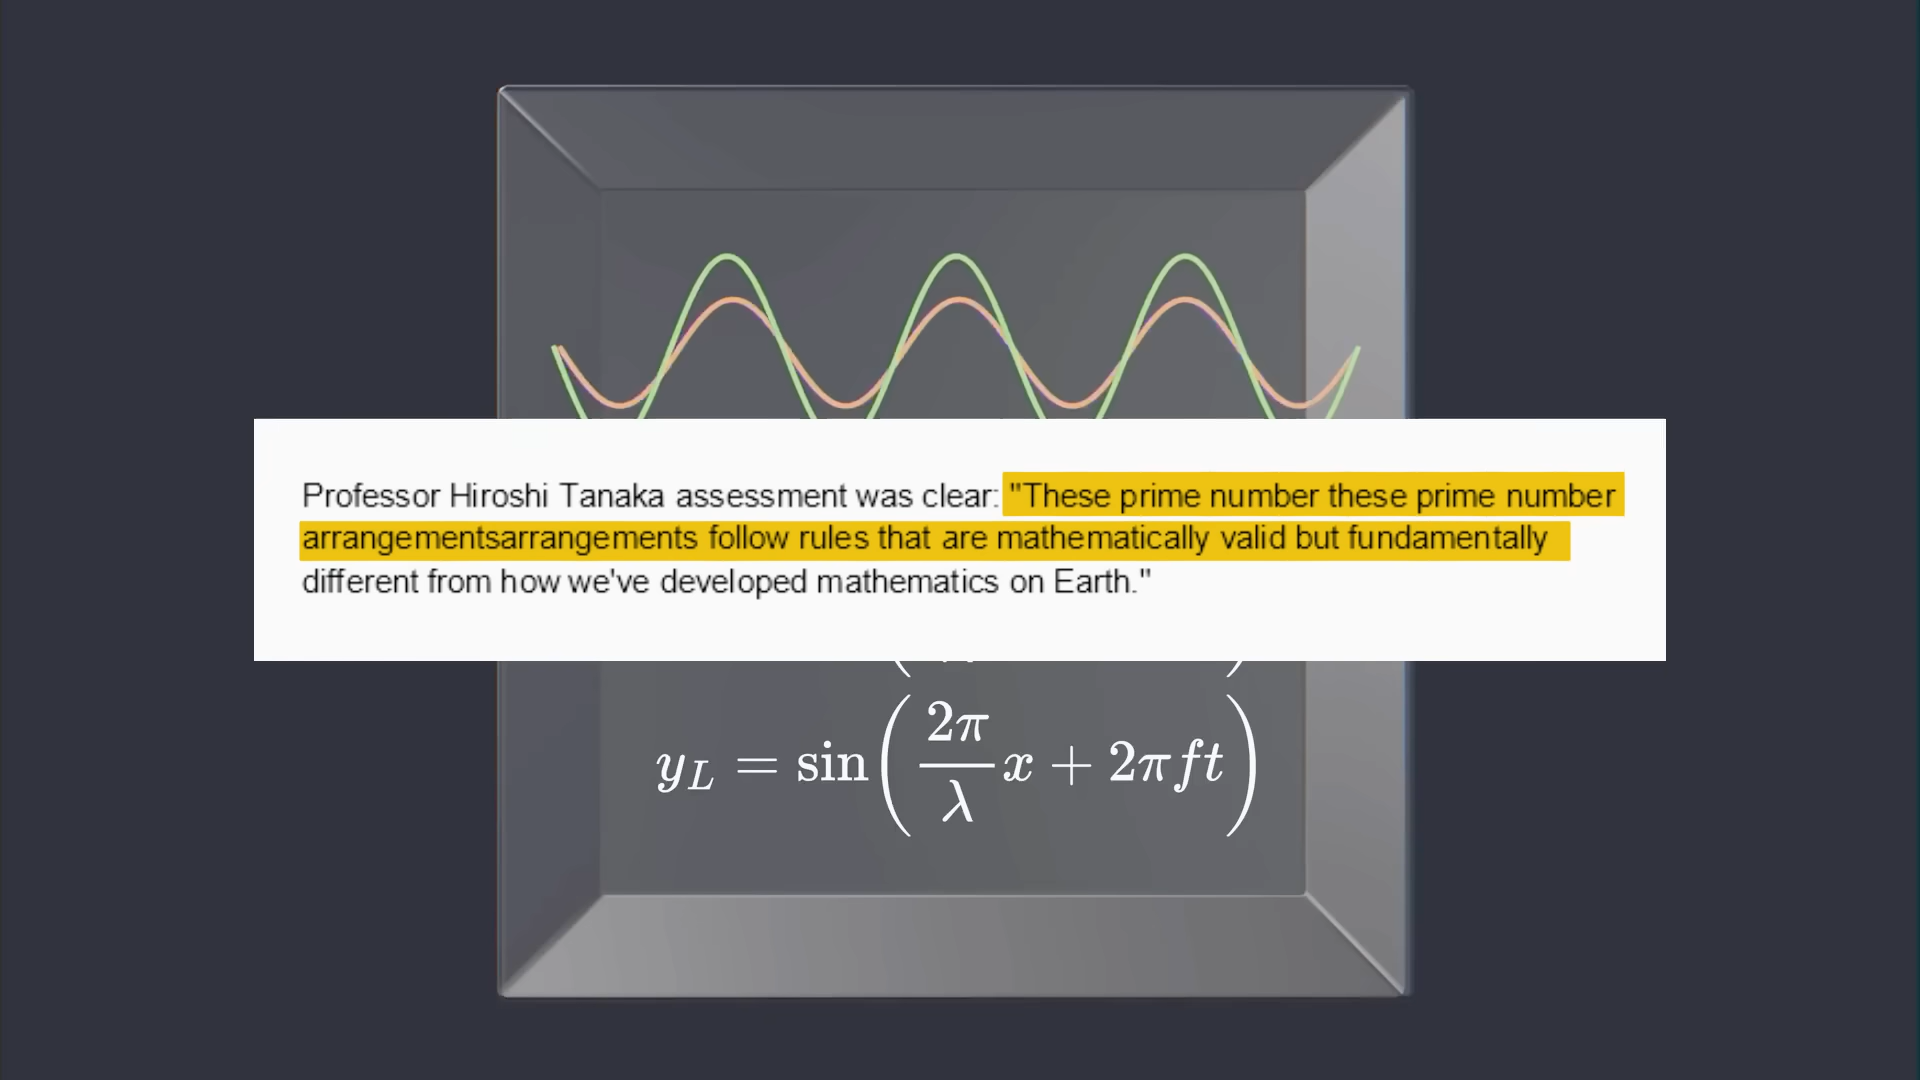 Professor Hiroshi Tanaka assessment was clear: "These prime number these prime number
arrangementsarrangements follow rules that are mathematically valid but fundamentally
different from how we've developed mathematics on Earth."
y_L = sin(2π/λ x + 2πft)